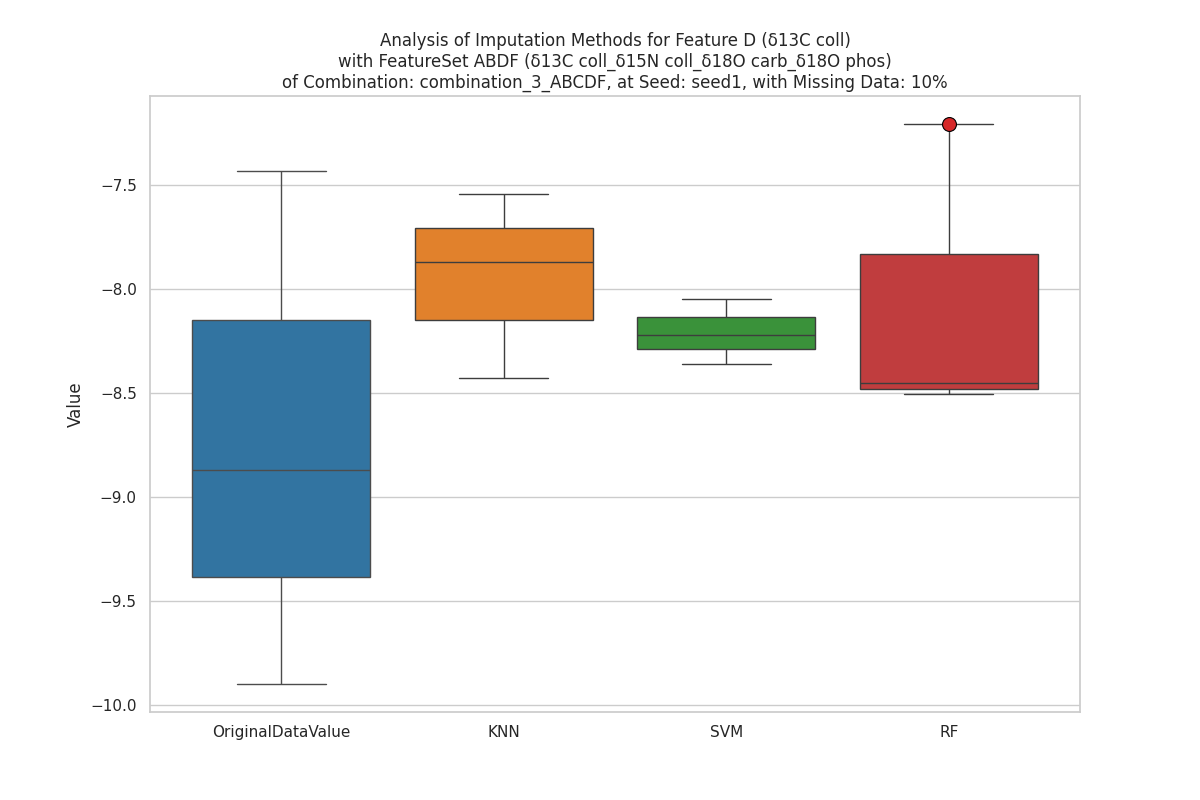 Analysis of Imputation Methods for Feature D (δ13C coll)
with FeatureSet ABDF (δ13C coll_δ15N coll_δ18O carb_δ18O phos)
of Combination: combination_3_ABCDF, at Seed: seed1, with Missing Data: 10%
−7.5
−8.0
−8.5
−9.0
−9.5
−10.0
Value
OriginalDataValue
KNN
SVM
RF